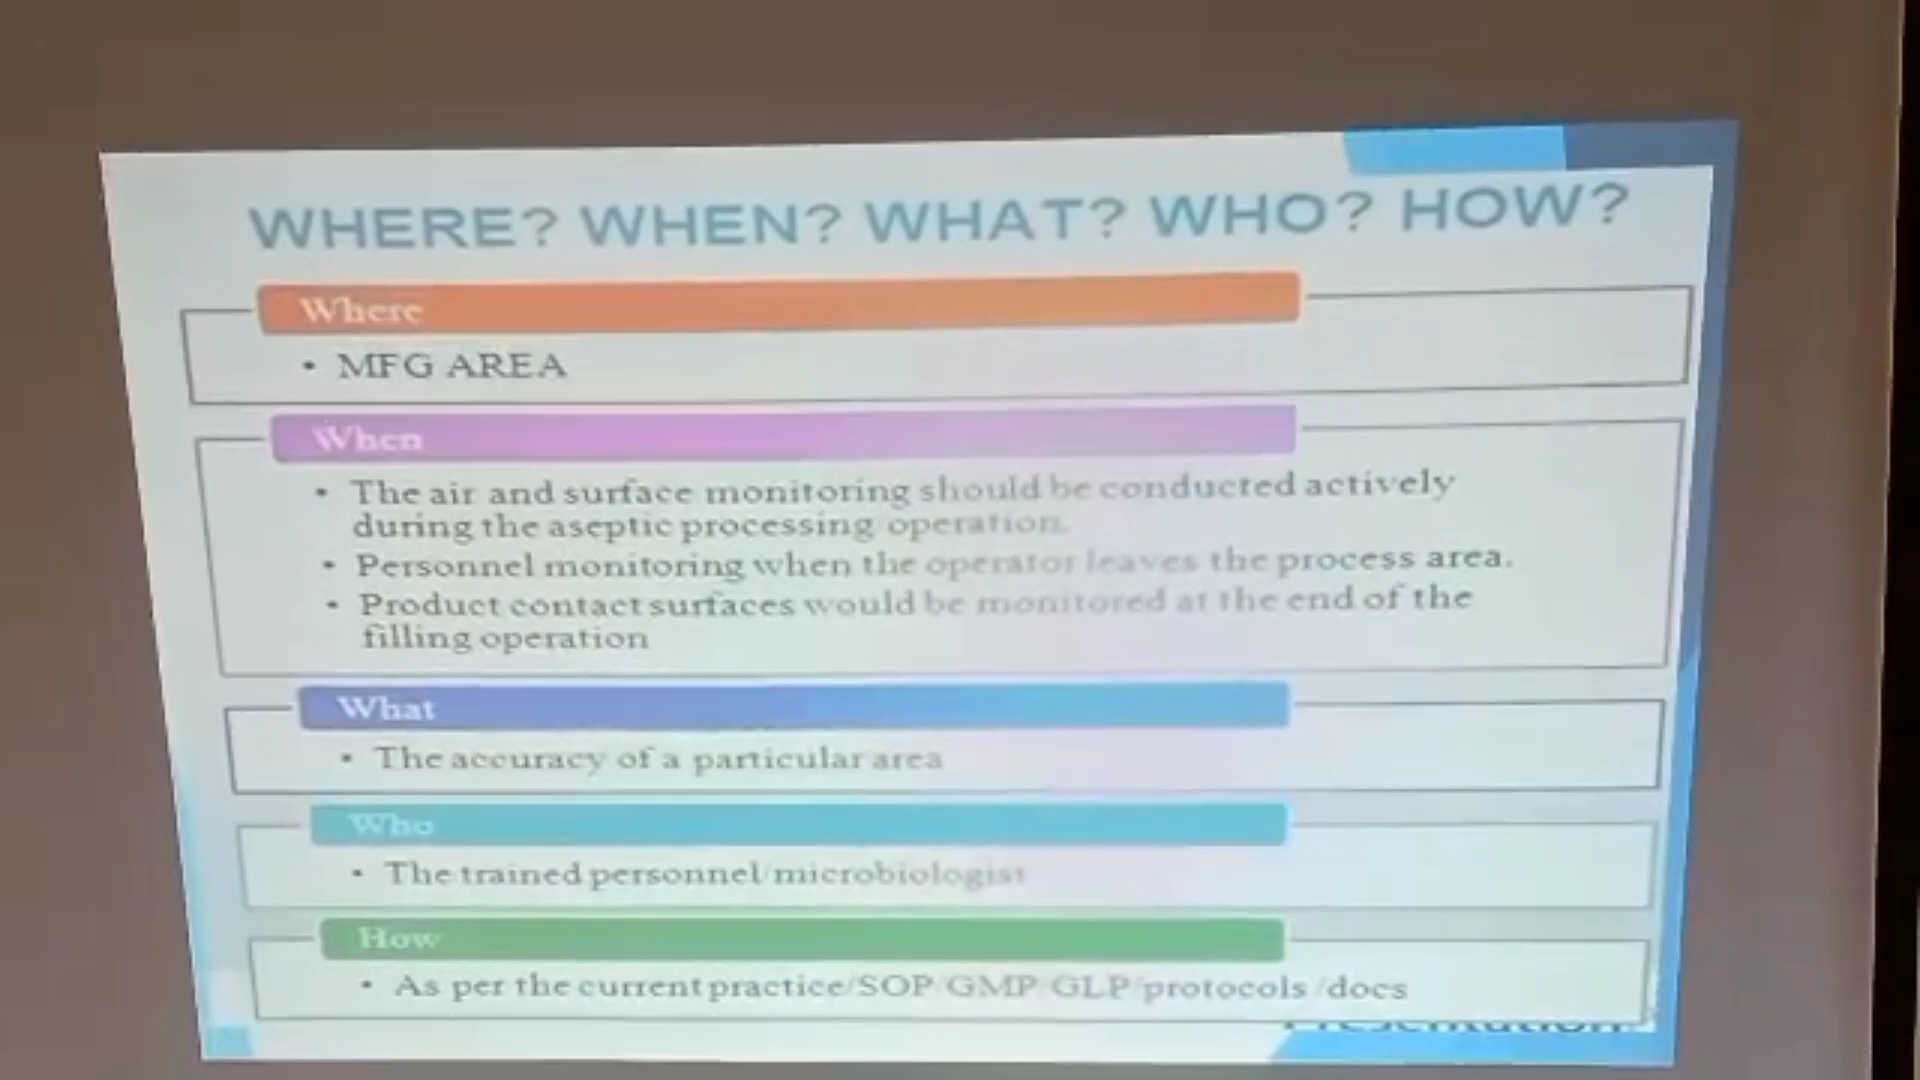 WHERE? WHEN? WHAT? WHO? HOW?
Where
• MFG AREA
When
• The air and surface monitoring should be conducted actively
during the aseptic processing operation.
• Personnel monitoring when the operator leaves the process area.
• Product contact surfaces would be monitored at the end of the
filling operation
What
• The accuracy of a particular area
Who
• The trained personnel/microbiologist
How
• As per the current practice/SOP/GMP/GLP/protocols /docs